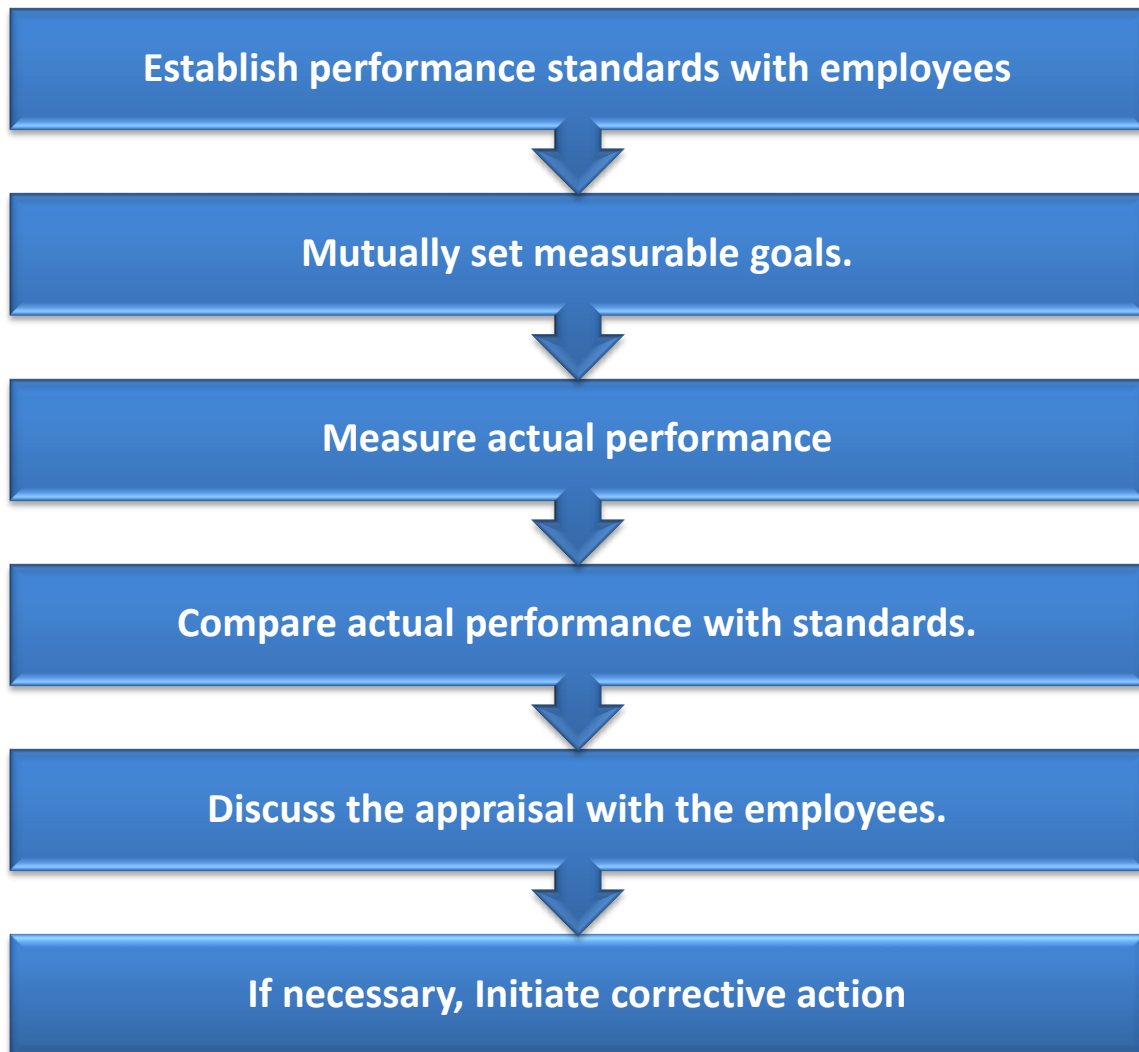 Establish performance standards with employees
Mutually set measurable goals.
Measure actual performance
Compare actual performance with standards.
Discuss the appraisal with the employees.
If necessary, Initiate corrective action